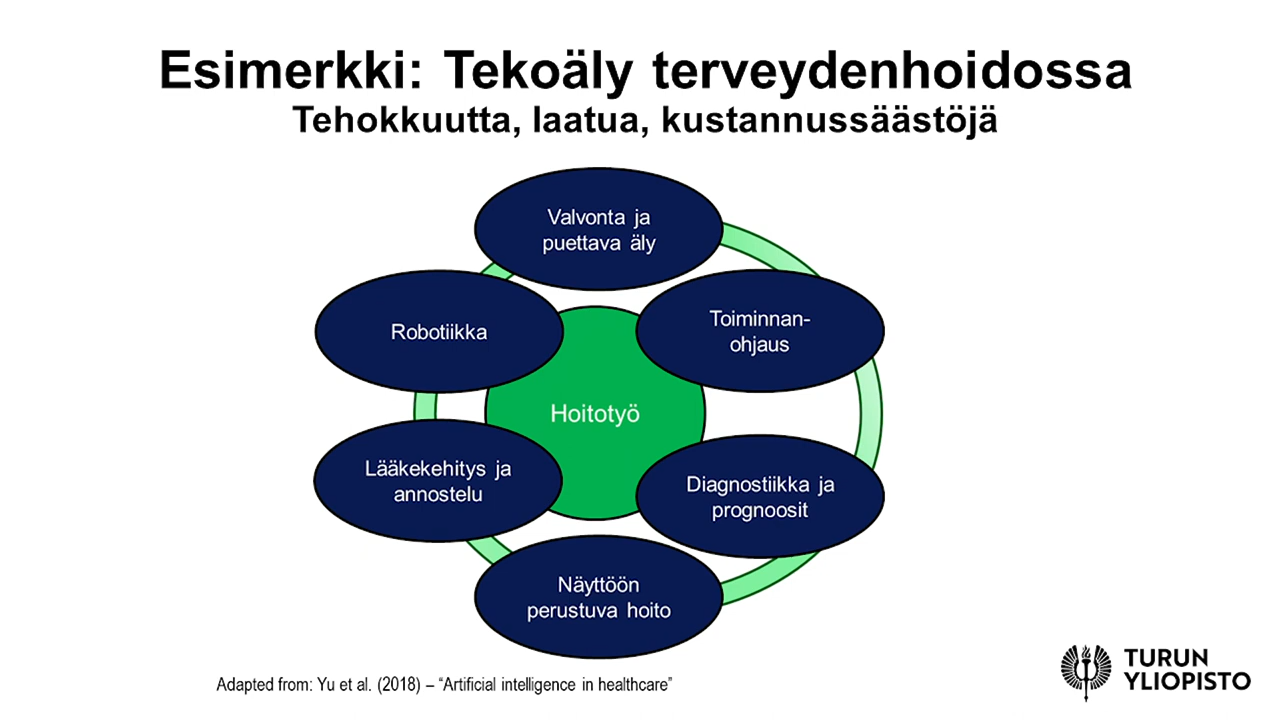 Esimerkki: Tekoäly terveydenhoidossa
Tehokkuutta, laatua, kustannussäästöjä
Valvonta ja
puettava äly
Toiminnan-
ohjaus
Robotiikka
Hoitotyö
Lääkekehitys ja
annostelu
Diagnostiikka ja
prognoosit
Näyttöön
perustuva hoito
Adapted from: Yu et al. (2018) – “Artificial intelligence in healthcare”
TURUN
YLIOPISTO